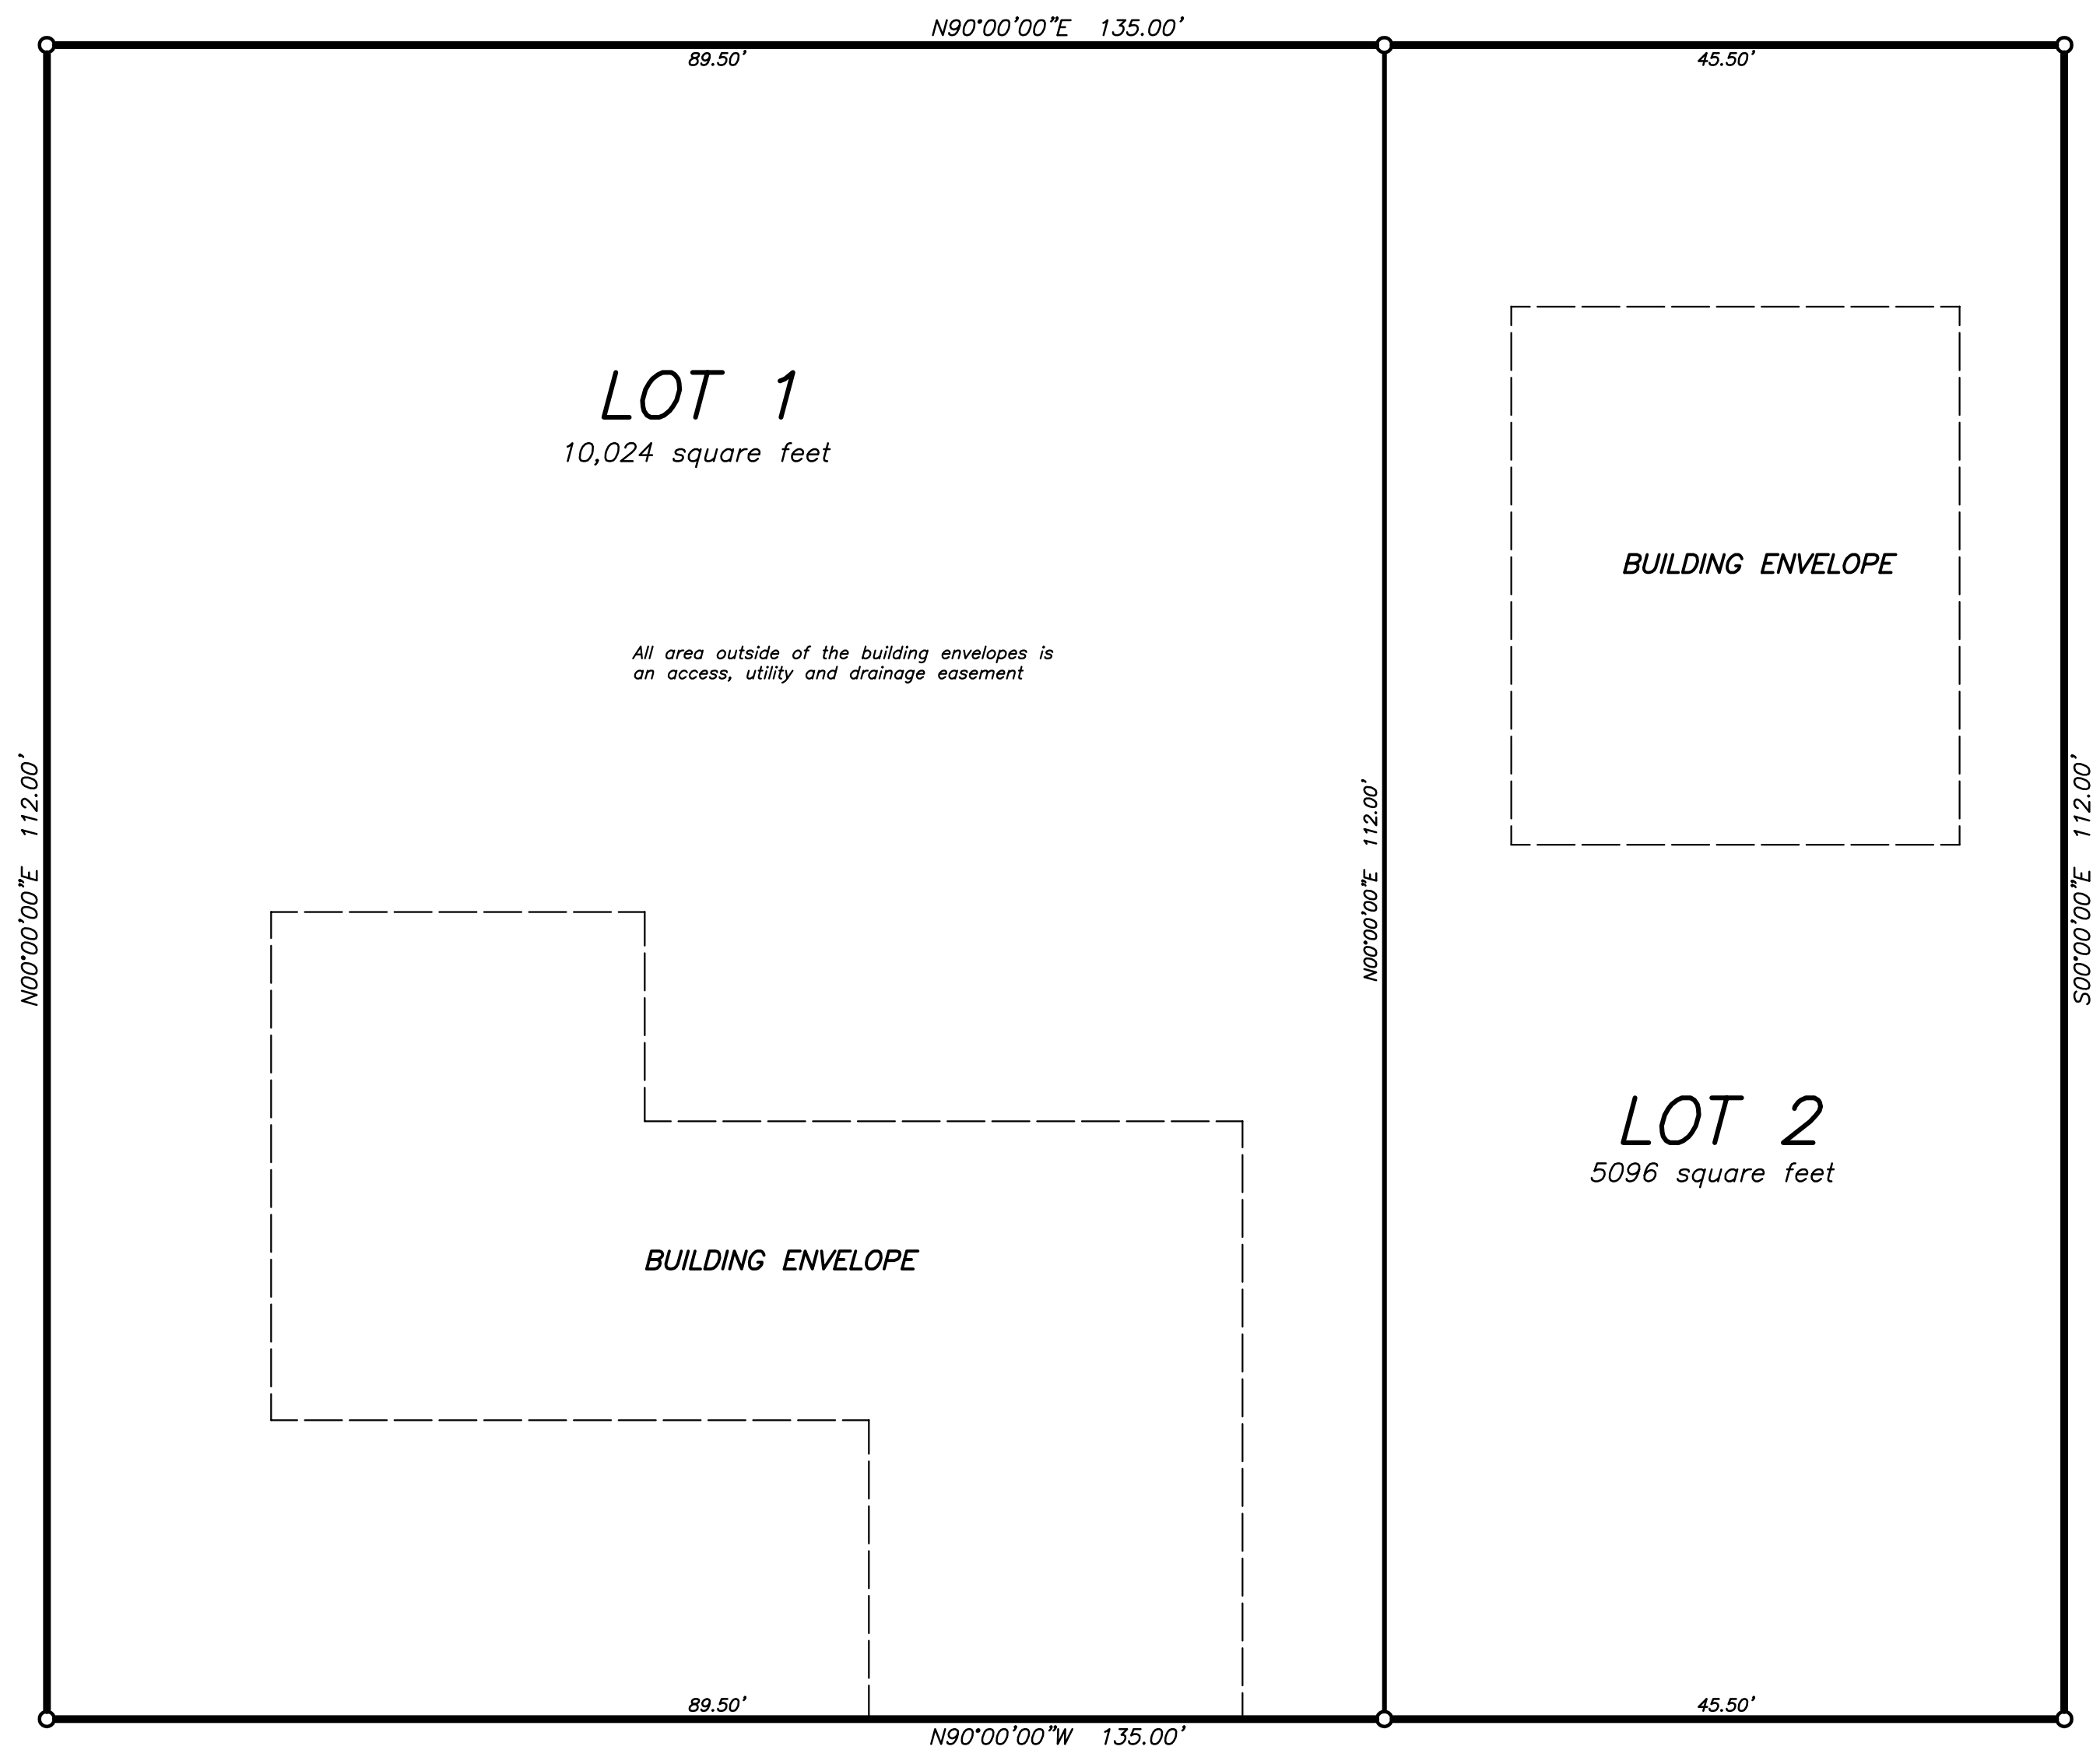 N90°00'00"E 135.00'
89.50'
45.50'
LOT 1
10,024 square feet
BUILDING ENVELOPE
All area outside of the building envelopes is
an access, utility and drainage easement
N00°00'00"E 112.00'
N00°00'00"E 112.00'
S00°00'00"E 112.00'
LOT 2
5096 square feet
BUILDING ENVELOPE
89.50'
45.50'
N90°00'00"W 135.00'